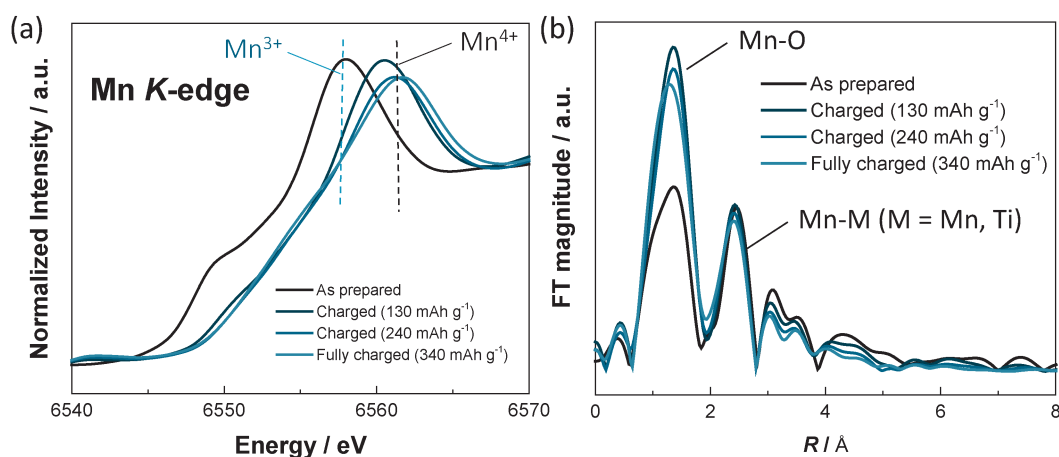 (a)
Mn³⁺
Mn⁴⁺
Mn K-edge
As prepared
Charged (130 mAh g⁻¹)
Charged (240 mAh g⁻¹)
Fully charged (340 mAh g⁻¹)
Normalized Intensity / a.u.
6540
6550
6560
6570
Energy / eV
(b)
Mn-O
As prepared
Charged (130 mAh g⁻¹)
Charged (240 mAh g⁻¹)
Fully charged (340 mAh g⁻¹)
Mn-M (M = Mn, Ti)
FT magnitude / a.u.
0
2
4
6
8
R / Å